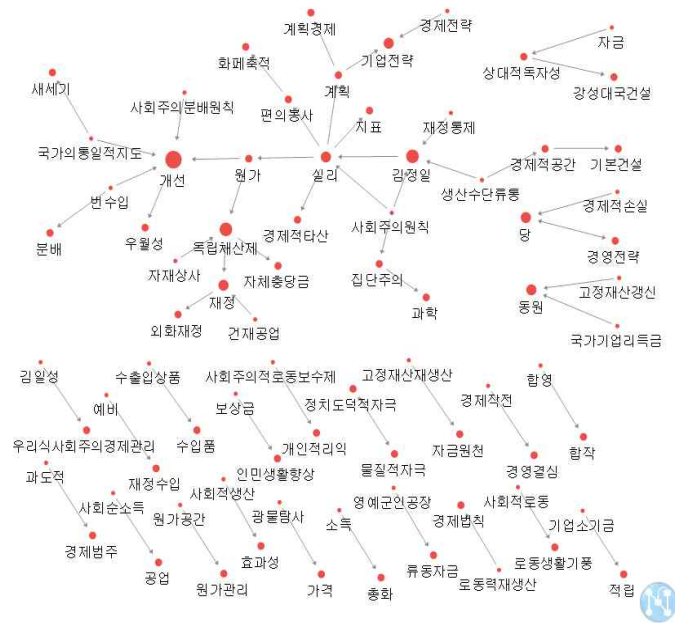 계획경제
경제전략
화폐축적
기업전략
자금
상대적독자성
새세기
계획
강성대국건설
사회주의분배원칙
편의봉사
지표
재정통제
국가의통일적지도
개선
원가
실리
김정일
경제적공간
기본건설
생산수단류통
변수입
경제적손실
분배
우월성
경제적타산
사회주의원칙
당
독립채산제
경영전략
자재상사
자체충당금
집단주의
고정재산갱신
재정
동원
과학
외화재정
건재공업
국가기업리득금
김일성
수출입상품
사회주의적로동보수제
고정재산재생산
합영
예비
보상금
정치도덕적자극
경제작전
우리식사회주의경제관리
수입품
개인적리익
자금원천
합작
과도적
재정수입
인민생활향상
물질적자극
경영결심
사회순소득
원가공간
사회적생산
광물탐사
소득
영예군인공장
경제법칙
사회적로동
기업소기금
경제범주
공업
원가관리
효과성
가격
총화
류동자금
로동력재생산
로동생활기풍
적립